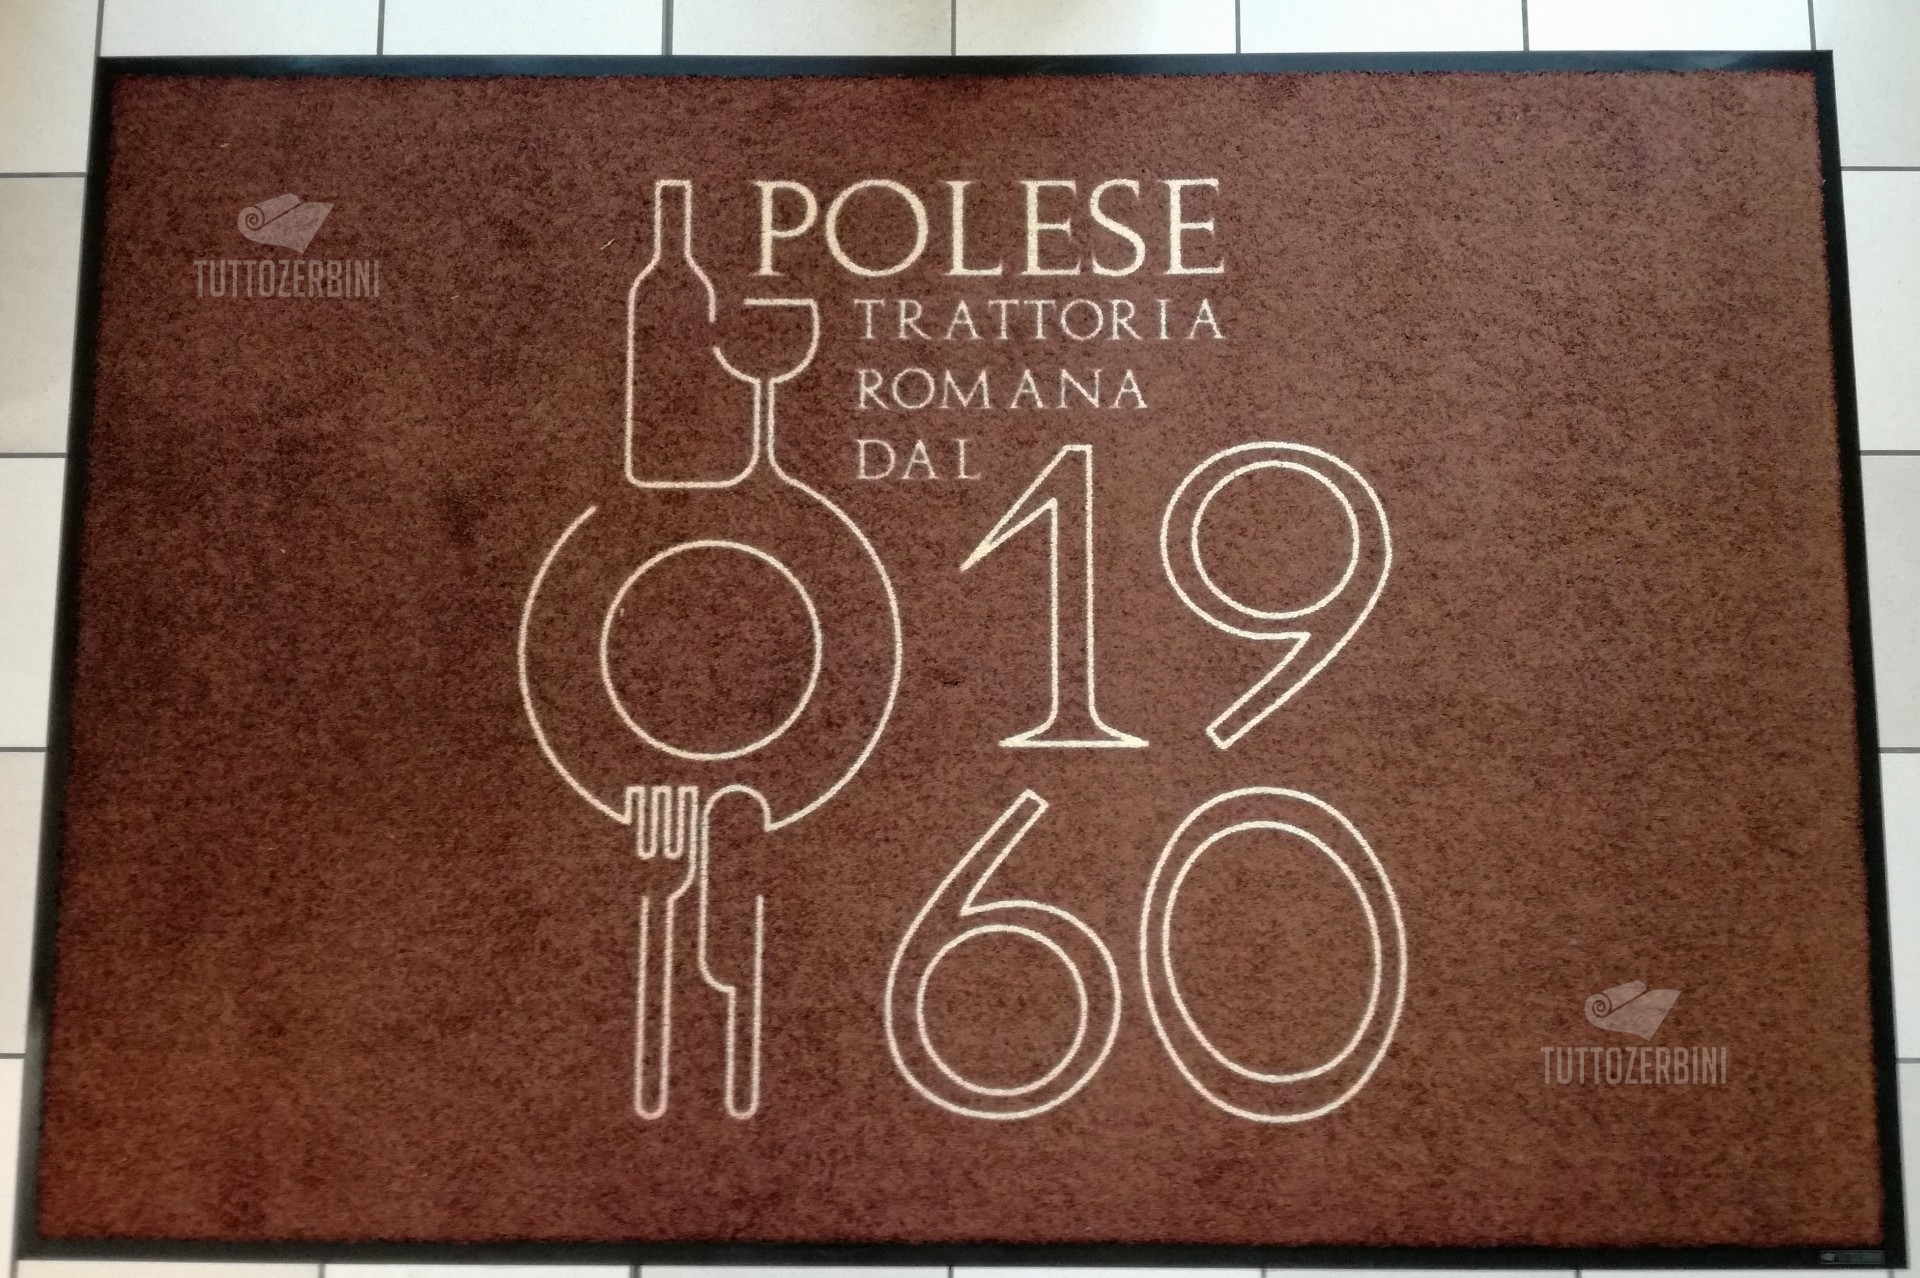 POLESE
TRATTORIA
ROMANA
DAL
19
60
TUTTOZERBINI
TUTTOZERBINI